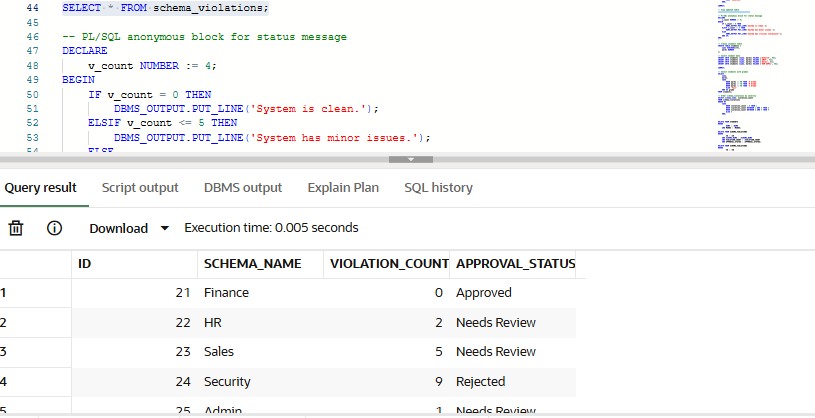 44 SELECT * FROM schema_violations;
45
46 -- PL/SQL anonymous block for status message
47 DECLARE
48 v_count NUMBER := 4;
49 BEGIN
50 IF v_count = 0 THEN
51 DBMS_OUTPUT.PUT_LINE('System is clean.');
52 ELSIF v_count <= 5 THEN
53 DBMS_OUTPUT.PUT_LINE('System has minor issues.');
54 ELSE
Query result Script output DBMS output Explain Plan SQL history
Download Execution time: 0.005 seconds
ID SCHEMA_NAME VIOLATION_COUNT APPROVAL_STATUS
1 21 Finance 0 Approved
2 22 HR 2 Needs Review
3 23 Sales 5 Needs Review
4 24 Security 9 Rejected
5 25 Admin 1 Needs Review